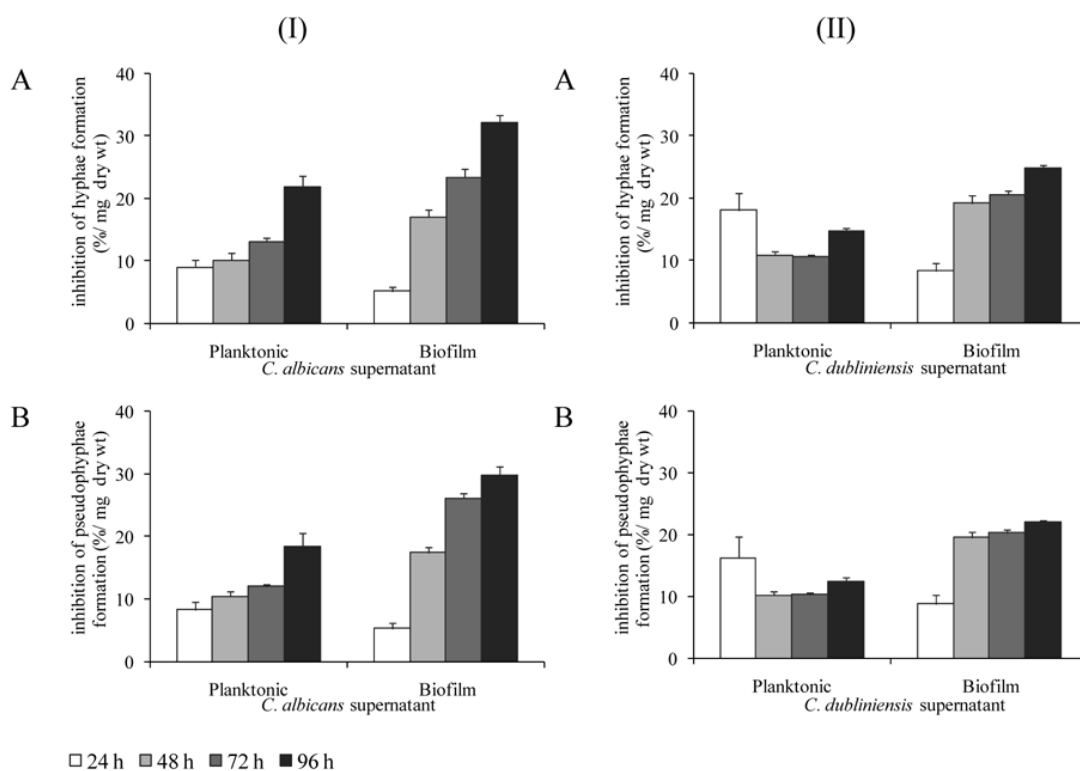 (I)
(II)
A
inhibition of hyphae formation
(%/ mg dry wt)
40
30
20
10
0
Planktonic
Biofilm
C. albicans supernatant
A
inhibition of hyphae formation
(%/ mg dry wt)
40
30
20
10
0
Planktonic
Biofilm
C. dubliniensis supernatant
B
inhibition of pseudophyphae
formation (%/ mg dry wt)
40
30
20
10
0
Planktonic
Biofilm
C. albicans supernatant
B
inhibition of pseudophyphae
formation (%/ mg dry wt)
40
30
20
10
0
Planktonic
Biofilm
C. dubliniensis supernatant
24 h 48 h 72 h 96 h